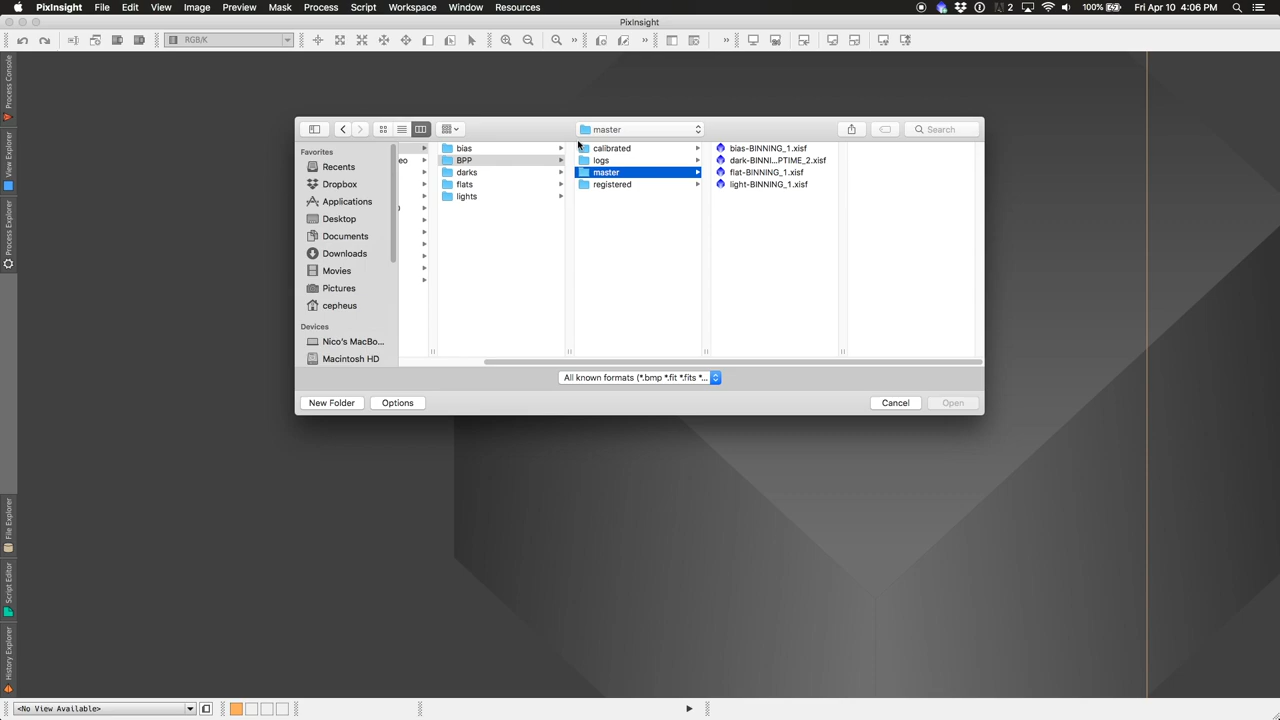 PixInsight File Edit View Image Preview Mask Process Script Workspace Window Resources 2 100% Fri Apr 10 4:06 PM
PixInsight
RGB/K
master
Search
Favorites
Recents
Dropbox
Applications
Desktop
Documents
Downloads
Movies
Pictures
cepheus
Devices
Nico's MacBo...
Macintosh HD
eo
bias
BPP
darks
flats
lights
calibrated
logs
master
registered
bias-BINNING_1.xisf
dark-BINNI...PTIME_2.xisf
flat-BINNING_1.xisf
light-BINNING_1.xisf
All known formats (*.bmp *.fit *.fits *...
New Folder
Options
Cancel
Open
Process Console
View Explorer
Process Explorer
File Explorer
Script Editor
History Explorer
<No View Available>